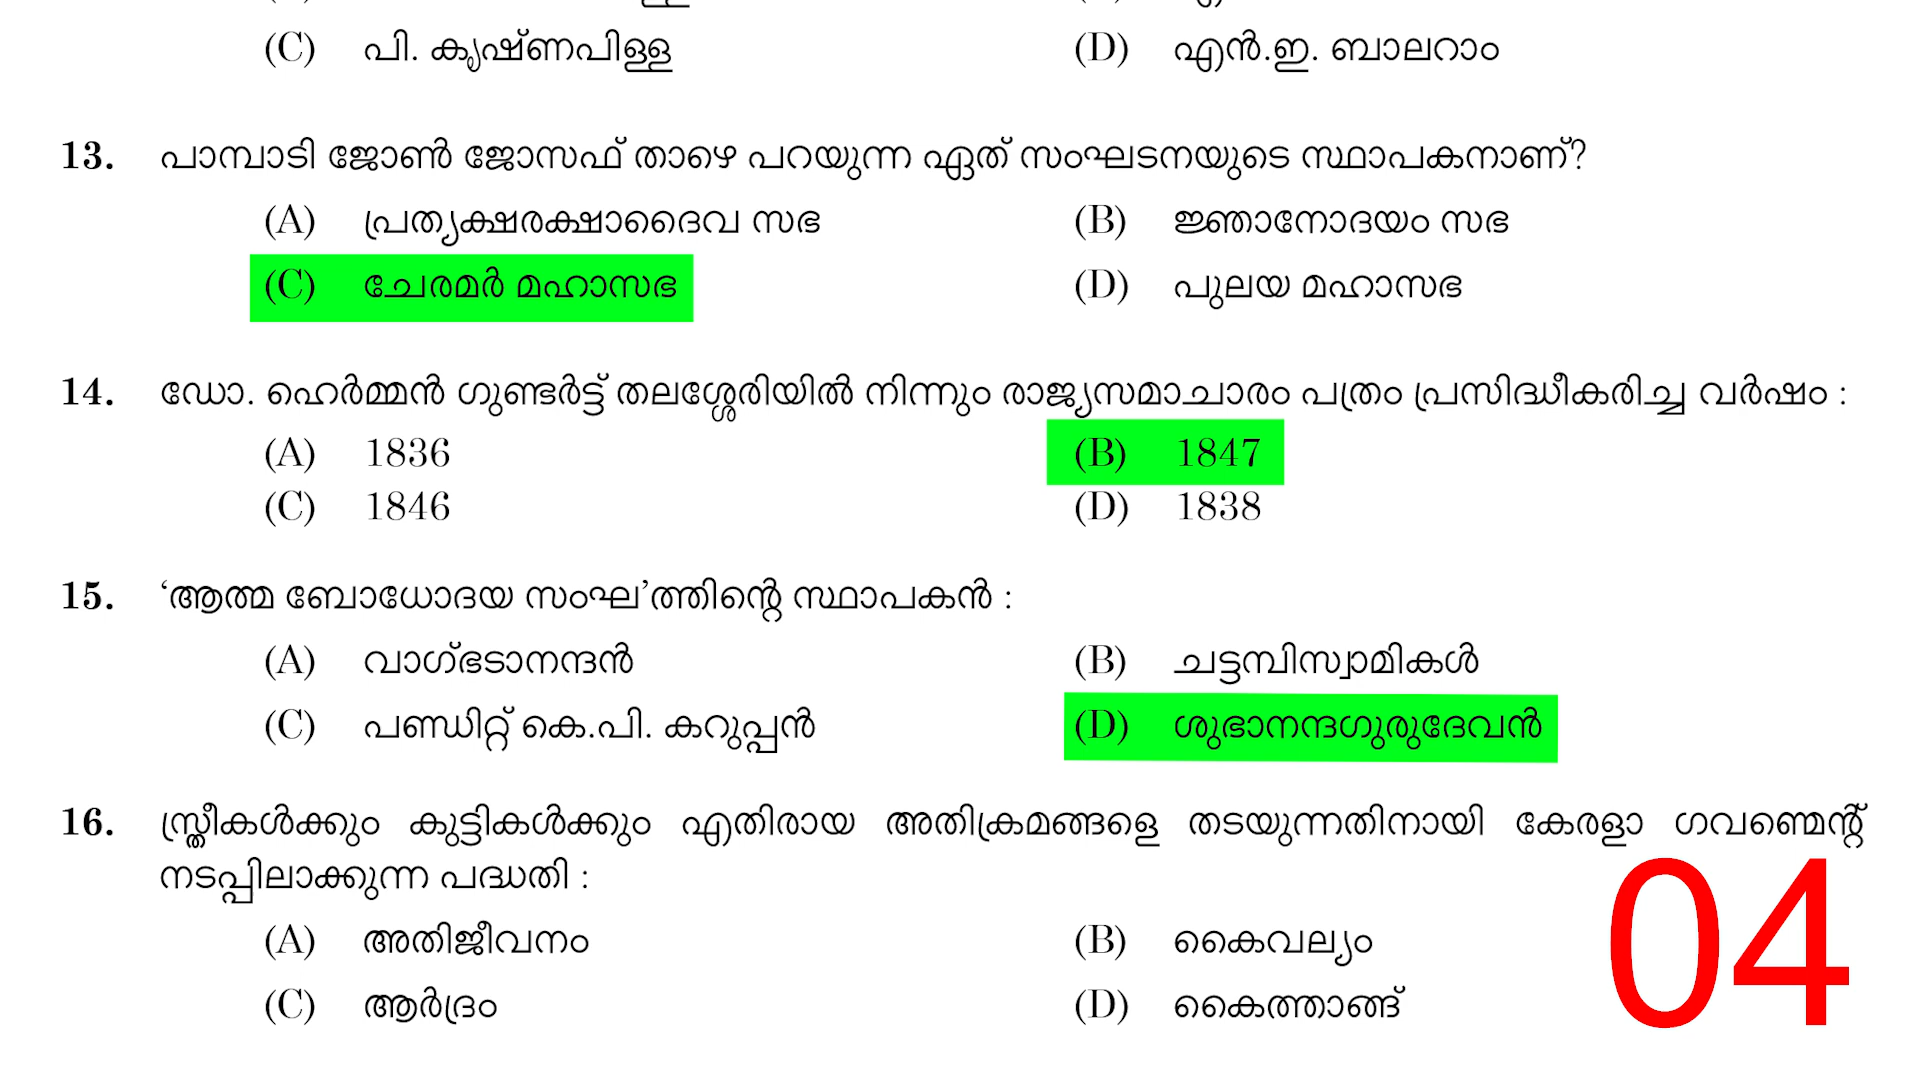 (C) പി. കൃഷ്ണപിള്ള (D) എൻ.ഇ. ബാലറാം
13. പാമ്പാടി ജോൺ ജോസഫ് താഴെ പറയുന്ന ഏത് സംഘടനയുടെ സ്ഥാപകനാണ്?
(A) പ്രത്യക്ഷരക്ഷാദൈവ സഭ (B) ജ്ഞാനോദയം സഭ
(C) ചേരമർ മഹാസഭ (D) പുലയ മഹാസഭ
14. ഡോ. ഹെർമ്മൻ ഗുണ്ടർട്ട് തലശ്ശേരിയിൽ നിന്നും രാജ്യസമാചാരം പത്രം പ്രസിദ്ധീകരിച്ച വർഷം :
(A) 1836 (B) 1847
(C) 1846 (D) 1838
15. ‘ആത്മ ബോധോദയ സംഘ’ത്തിന്റെ സ്ഥാപകൻ :
(A) വാഗ്ഭടാനന്ദൻ (B) ചട്ടമ്പിസ്വാമികൾ
(C) പണ്ഡിറ്റ് കെ.പി. കറുപ്പൻ (D) ശുഭാനന്ദഗുരുദേവൻ
16. സ്ത്രീകൾക്കും കുട്ടികൾക്കും എതിരായ അതിക്രമങ്ങളെ തടയുന്നതിനായി കേരളാ ഗവണ്മെന്റ്
നടപ്പിലാക്കുന്ന പദ്ധതി :
(A) അതിജീവനം (B) കൈവല്യം
(C) ആർദ്രം (D) കൈത്താങ്ങ്
04